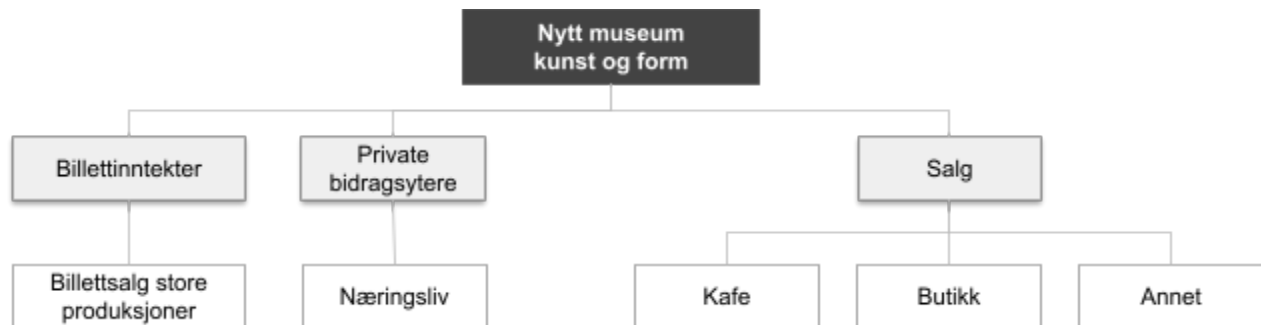 Nytt museum
kunst og form
Billettinntekter
Private
bidragsytere
Salg
Billettsalg store
produksjoner
Næringsliv
Kafe
Butikk
Annet